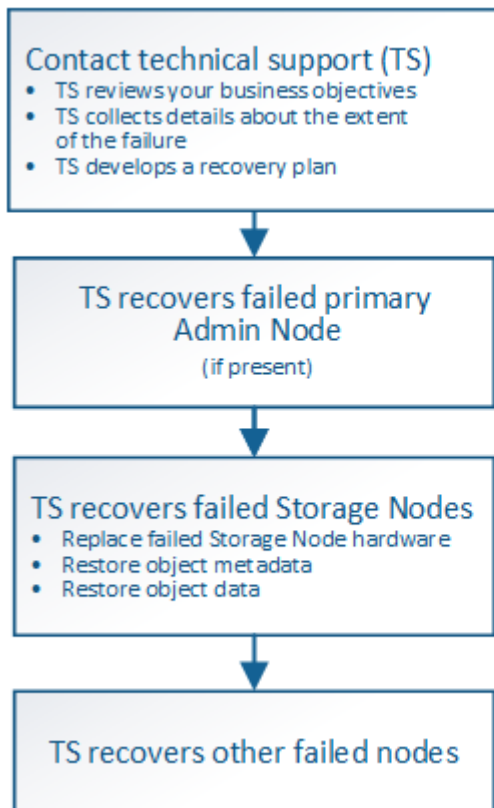 Contact technical support (TS)
• TS reviews your business objectives
• TS collects details about the extent
of the failure
• TS develops a recovery plan
TS recovers failed primary
Admin Node
(if present)
TS recovers failed Storage Nodes
• Replace failed Storage Node hardware
• Restore object metadata
• Restore object data
TS recovers other failed nodes